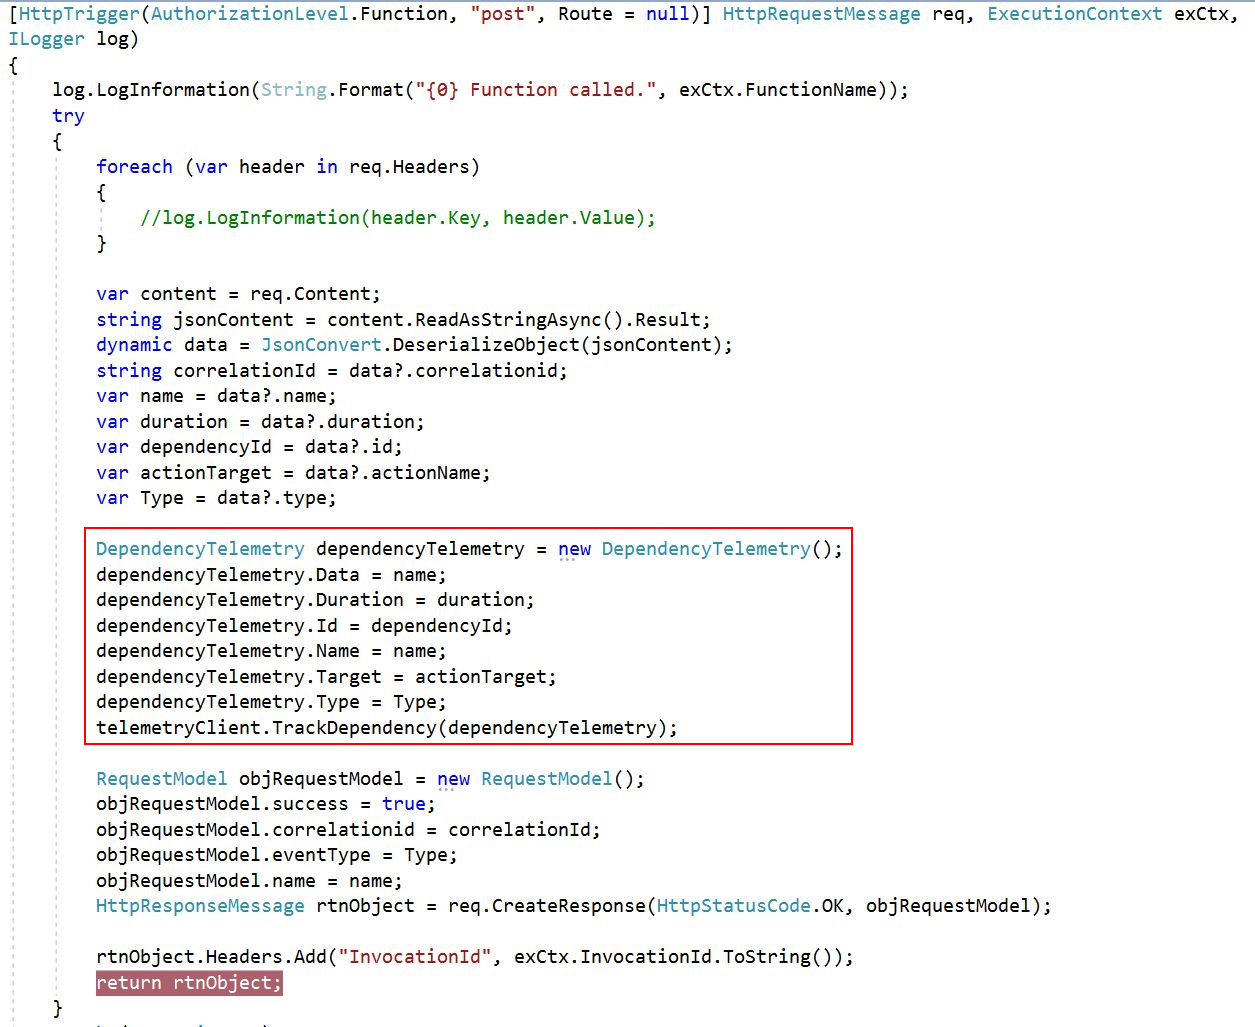 [HttpTrigger(AuthorizationLevel.Function, "post", Route = null)] HttpRequestMessage req, ExecutionContext exCtx,
ILogger log)
{
log.LogInformation(String.Format("{0} Function called.", exCtx.FunctionName));
try
{
foreach (var header in req.Headers)
{
//log.LogInformation(header.Key, header.Value);
}
var content = req.Content;
string jsonContent = content.ReadAsStringAsync().Result;
dynamic data = JsonConvert.DeserializeObject(jsonContent);
string correlationId = data?.correlationid;
var name = data?.name;
var duration = data?.duration;
var dependencyId = data?.id;
var actionTarget = data?.actionName;
var Type = data?.type;
DependencyTelemetry dependencyTelemetry = new DependencyTelemetry();
dependencyTelemetry.Data = name;
dependencyTelemetry.Duration = duration;
dependencyTelemetry.Id = dependencyId;
dependencyTelemetry.Name = name;
dependencyTelemetry.Target = actionTarget;
dependencyTelemetry.Type = Type;
telemetryClient.TrackDependency(dependencyTelemetry);
RequestModel objRequestModel = new RequestModel();
objRequestModel.success = true;
objRequestModel.correlationid = correlationId;
objRequestModel.eventType = Type;
objRequestModel.name = name;
HttpResponseMessage rtnObject = req.CreateResponse(HttpStatusCode.OK, objRequestModel);
rtnObject.Headers.Add("InvocationId", exCtx.InvocationId.ToString());
return rtnObject;
}